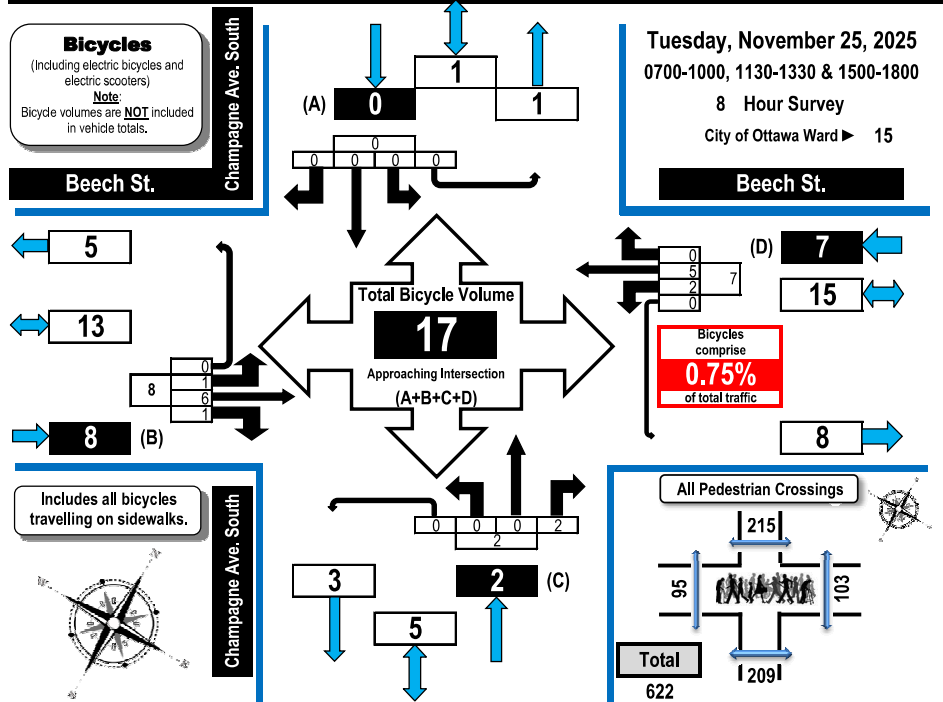 Bicycles
(Including electric bicycles and
electric scooters)
Note:
Bicycle volumes are NOT included
in vehicle totals.
Champagne Ave. South
Beech St.
1
(A)
0
1
0
0
0
0
0
Tuesday, November 25, 2025
0700-1000, 1130-1330 & 1500-1800
8 Hour Survey
City of Ottawa Ward ► 15
Beech St.
5
13
0
1
6
1
8
8
(B)
Total Bicycle Volume
17
Approaching Intersection
(A+B+C+D)
0
5
2
0
7
(D)
7
15
Bicycles
comprise
0.75%
of total traffic
8
Includes all bicycles
travelling on sidewalks.
Champagne Ave. South
0
0
0
2
2
3
2
(C)
5
All Pedestrian Crossings
215
95
103
209
Total
622